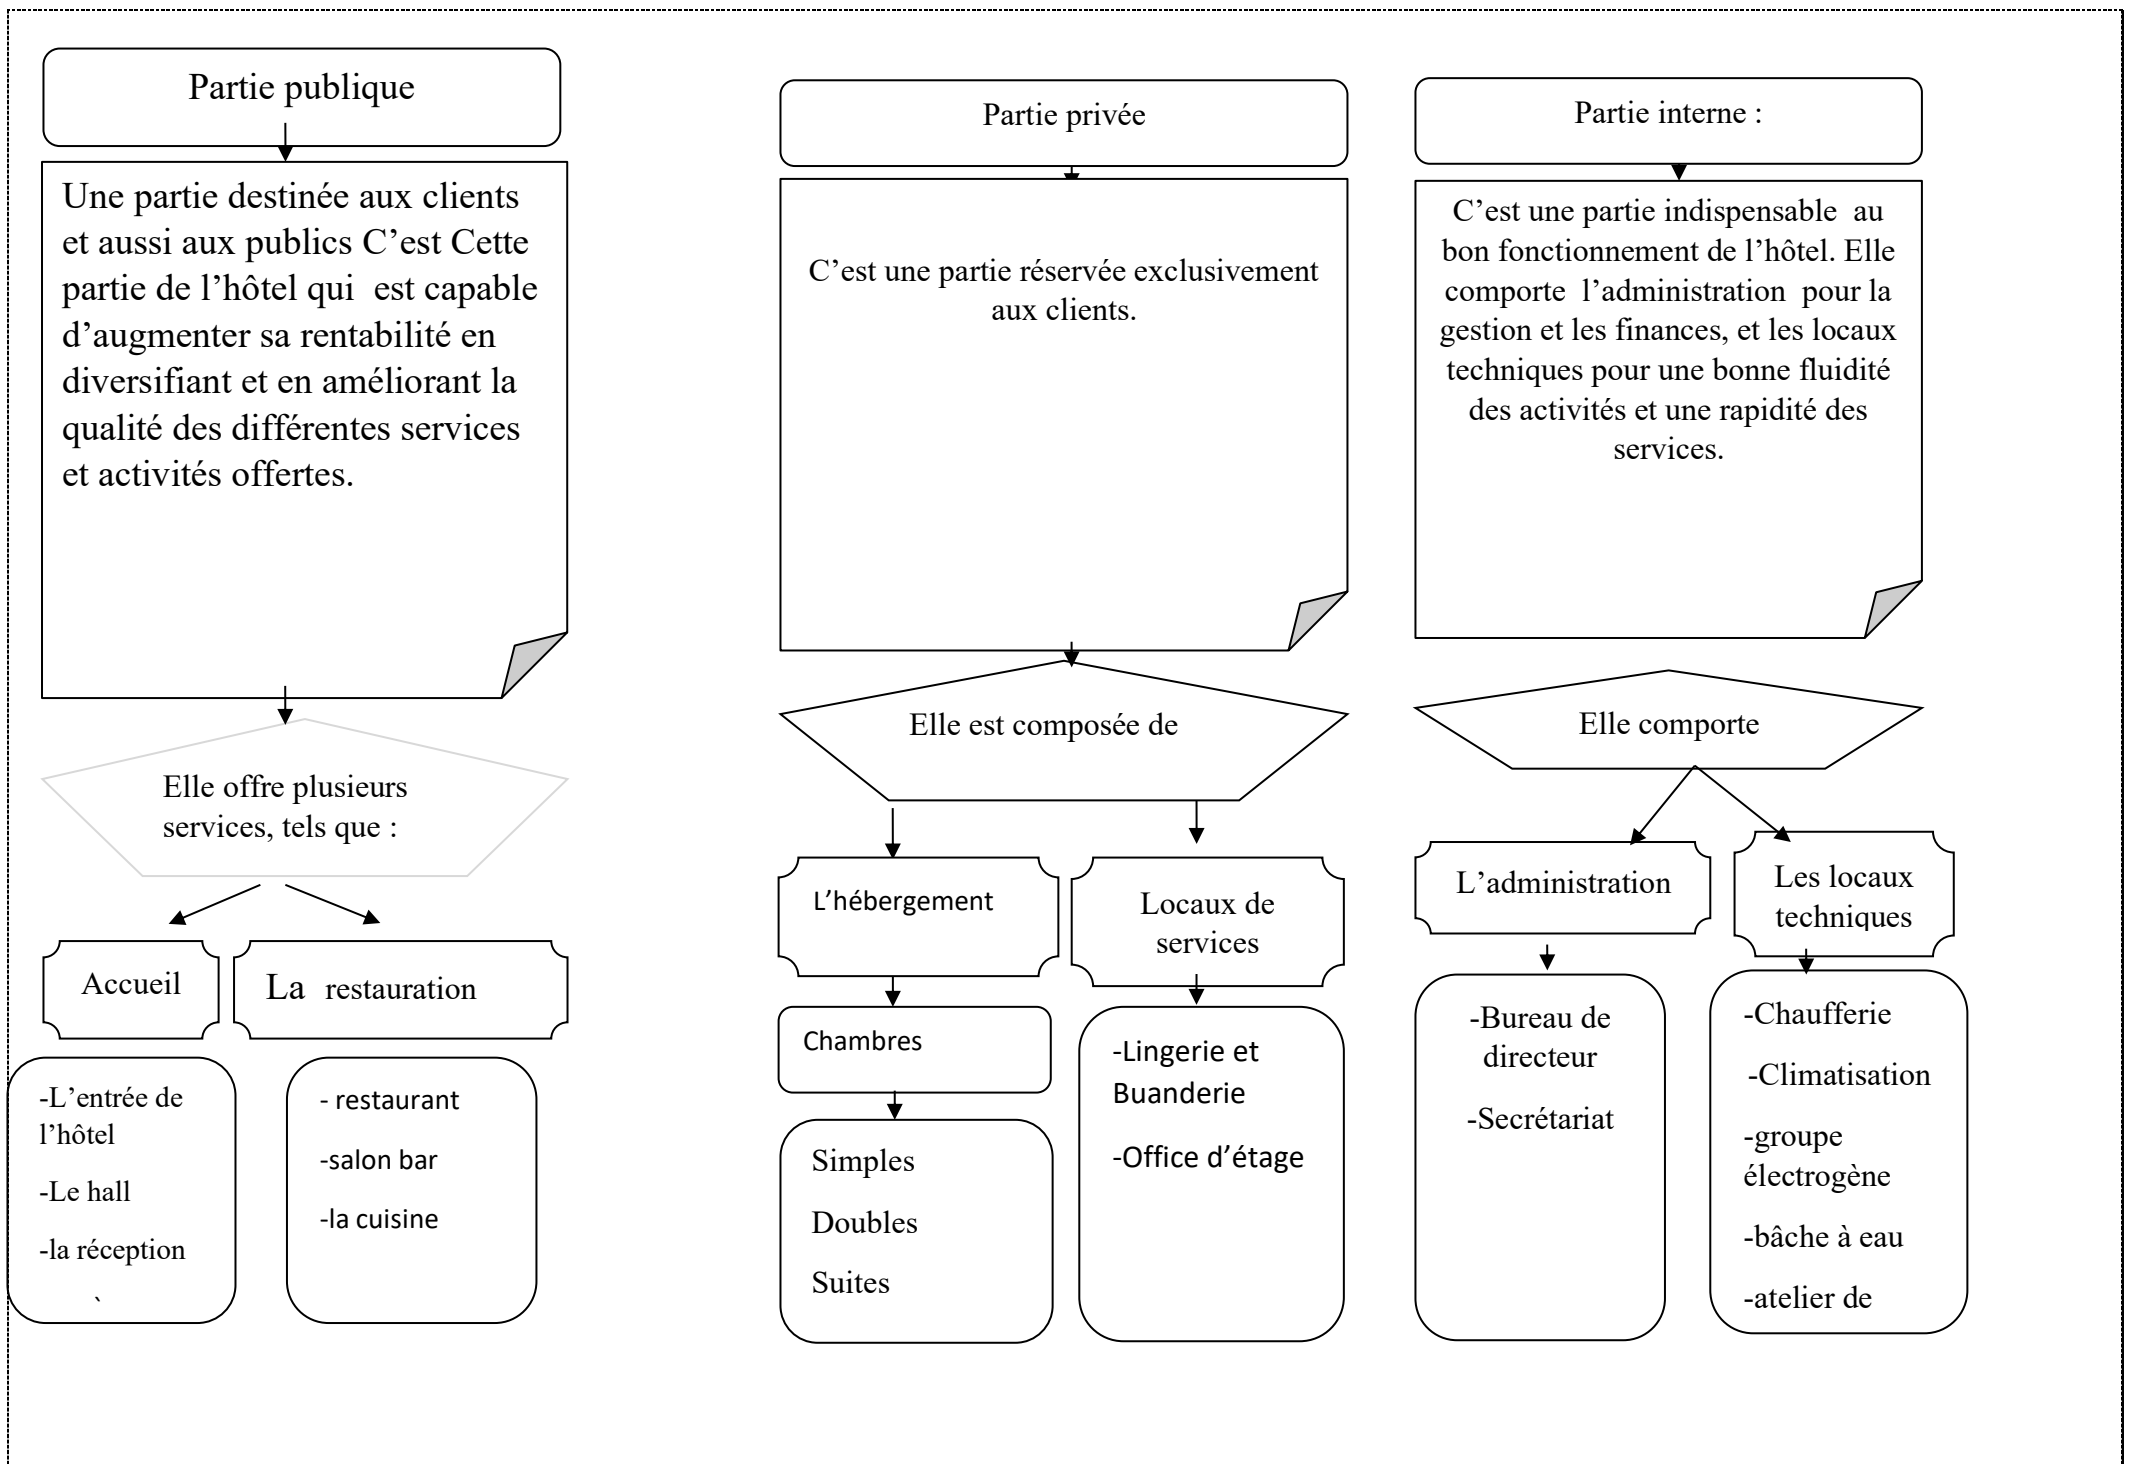 Partie publique
Une partie destinée aux clients
et aussi aux publics C’est Cette
partie de l’hôtel qui  est capable
d’augmenter sa rentabilité en
diversifiant et en améliorant la
qualité des différentes services
et activités offertes.
Elle offre plusieurs
services, tels que :
Accueil
La  restauration
-L’entrée de
l’hôtel
-Le hall
-la réception
- restaurant
-salon bar
-la cuisine
Partie privée
C’est une partie réservée exclusivement
aux clients.
Elle est composée de
L’hébergement
Locaux de
services
Chambres
Simples
Doubles
Suites
-Lingerie et
Buanderie
-Office d’étage
Partie interne :
C’est une partie indispensable  au
bon fonctionnement de l’hôtel. Elle
comporte  l’administration  pour la
gestion et les finances, et les locaux
techniques pour une bonne fluidité
des activités et une rapidité des
services.
Elle comporte
L’administration
Les locaux
techniques
-Bureau de
directeur
-Secrétariat
-Chaufferie
-Climatisation
-groupe
électrogène
-bâche à eau
-atelier de